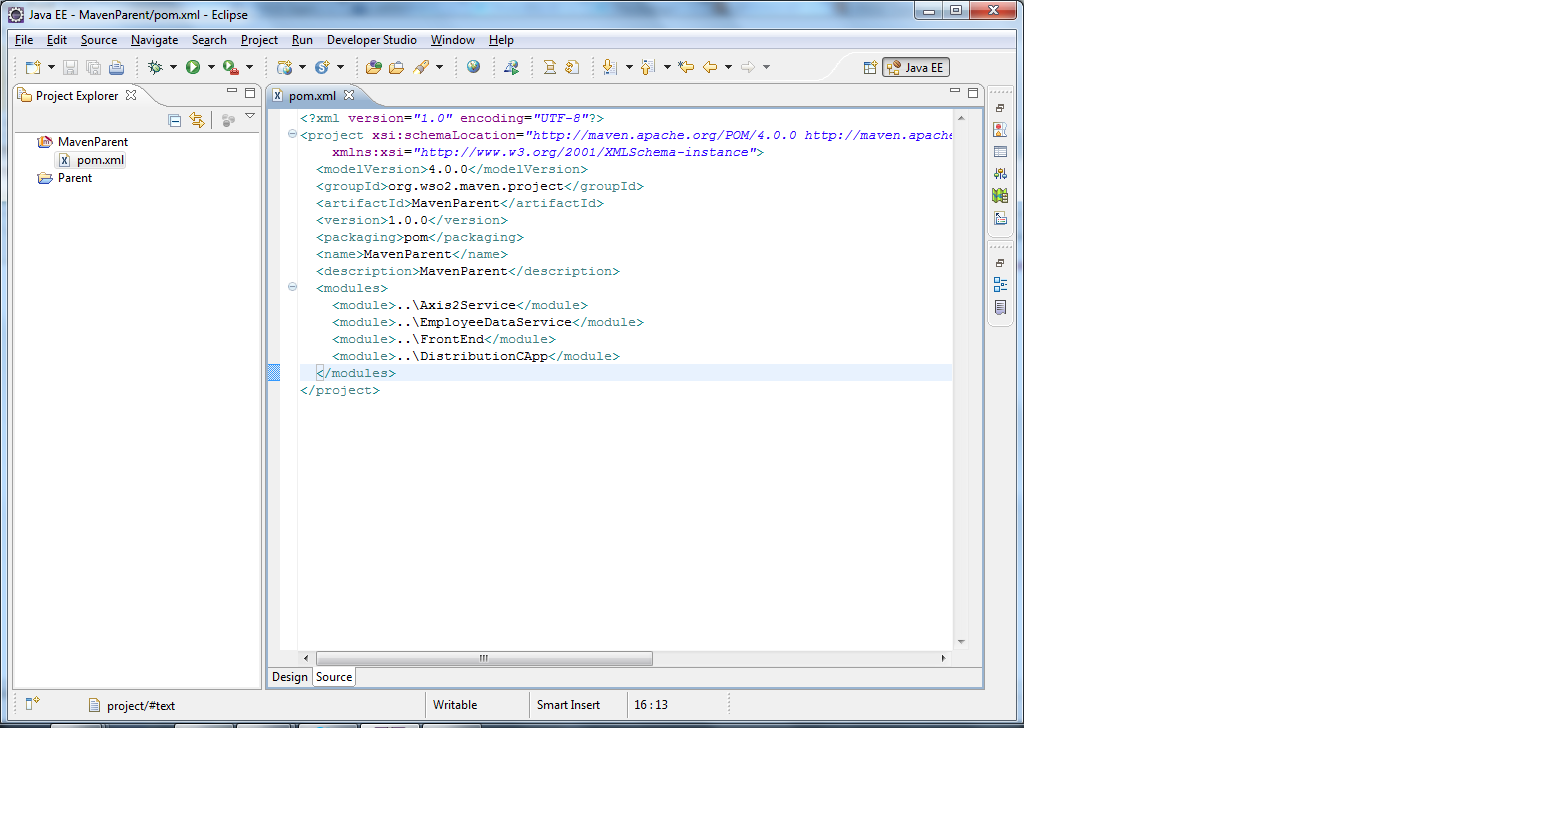 Java EE - MavenParent/pom.xml - Eclipse
File Edit Source Navigate Search Project Run Developer Studio Window Help
Java EE
Project Explorer
MavenParent
pom.xml
Parent
pom.xml
<?xml version="1.0" encoding="UTF-8"?>
<project xsi:schemaLocation="http://maven.apache.org/POM/4.0.0 http://maven.apache
xmlns:xsi="http://www.w3.org/2001/XMLSchema-instance">
<modelVersion>4.0.0</modelVersion>
<groupId>org.wso2.maven.project</groupId>
<artifactId>MavenParent</artifactId>
<version>1.0.0</version>
<packaging>pom</packaging>
<name>MavenParent</name>
<description>MavenParent</description>
<modules>
<module>..\Axis2Service</module>
<module>..\EmployeeDataService</module>
<module>..\FrontEnd</module>
<module>..\DistributionCApp</module>
</modules>
</project>
Design Source
project/#text
Writable
Smart Insert
16 : 13